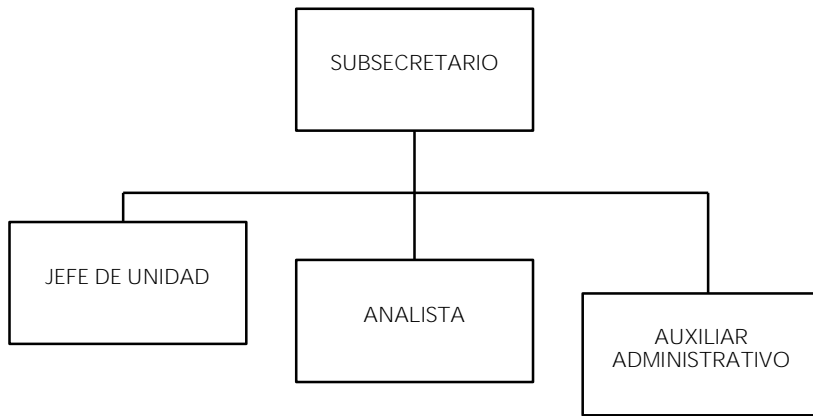 SUBSECRETARIO
JEFE DE UNIDAD
ANALISTA
AUXILIAR
ADMINISTRATIVO